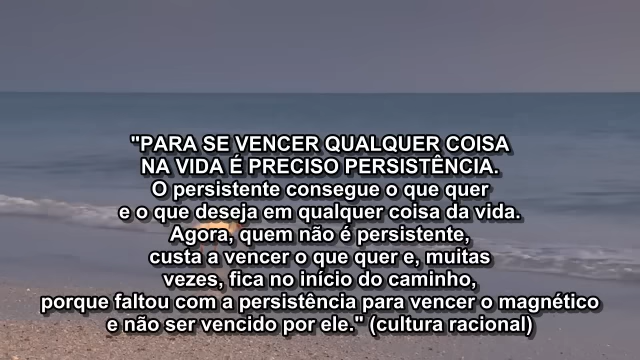 "PARA SE VENCER QUALQUER COISA
NA VIDA É PRECISO PERSISTÊNCIA.
O persistente consegue o que quer
e o que deseja em qualquer coisa da vida.
Agora, quem não é persistente,
custa a vencer o que quer e, muitas
vezes, fica no início do caminho,
porque faltou com a persistência para vencer o magnético
e não ser vencido por ele." (cultura racional)